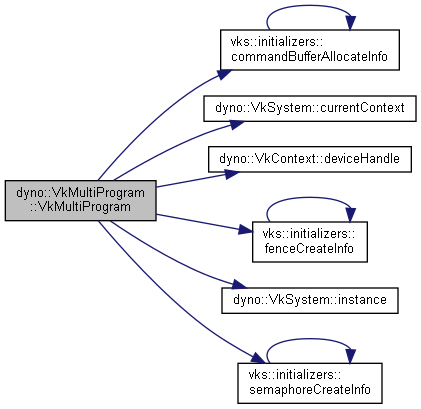 vks::initializers::
commandBufferAllocateInfo
dyno::VkSystem::currentContext
dyno::VkContext::deviceHandle
dyno::VkMultiProgram
::VkMultiProgram
vks::initializers::
fenceCreateInfo
dyno::VkSystem::instance
vks::initializers::
semaphoreCreateInfo